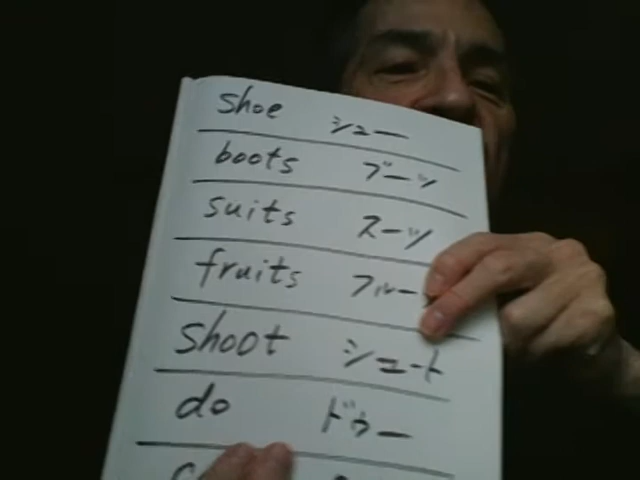 shoe シュー
boots ブーツ
suits スーツ
fruits フルー
shoot シュート
do ドゥー